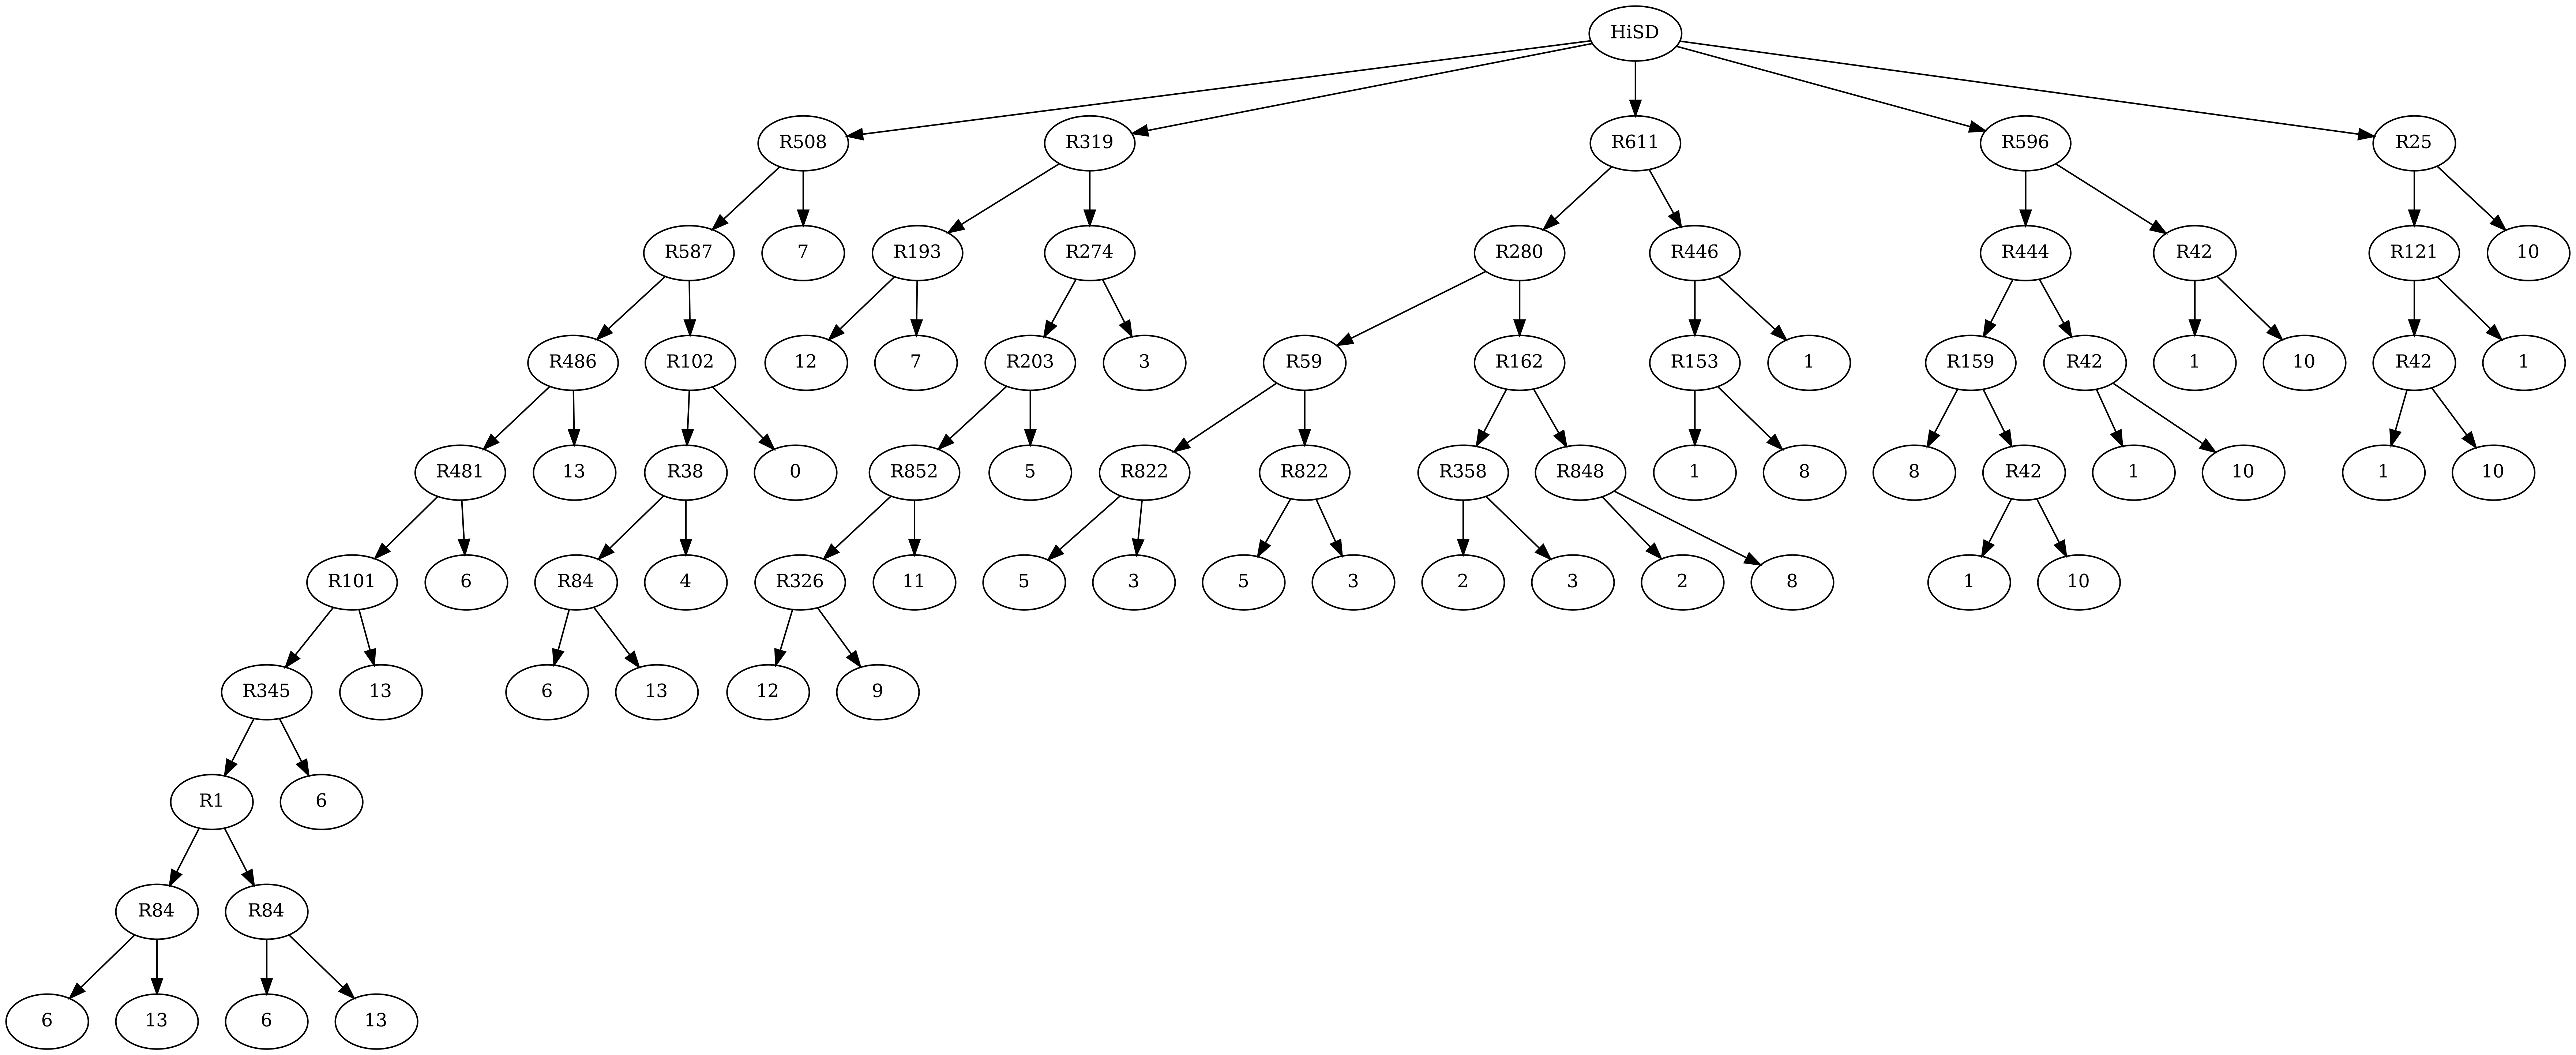 HiSD
R508 R319 R611 R596 R25
R587 7 R193 R274 R280 R446 R444 R42 R121 10
R486 R102 12 7 R203 3 R59 R162 R153 1 R159 R42 1 10 R42 1
R481 13 R38 0 R852 5 R822 R822 R358 R848 1 8 8 R42 1 10 1 10
R101 6 R84 4 R326 11 5 3 5 3 2 3 2 8 1 10
R345 13 6 13 12 9
R1 6
R84 R84
6 13 6 13